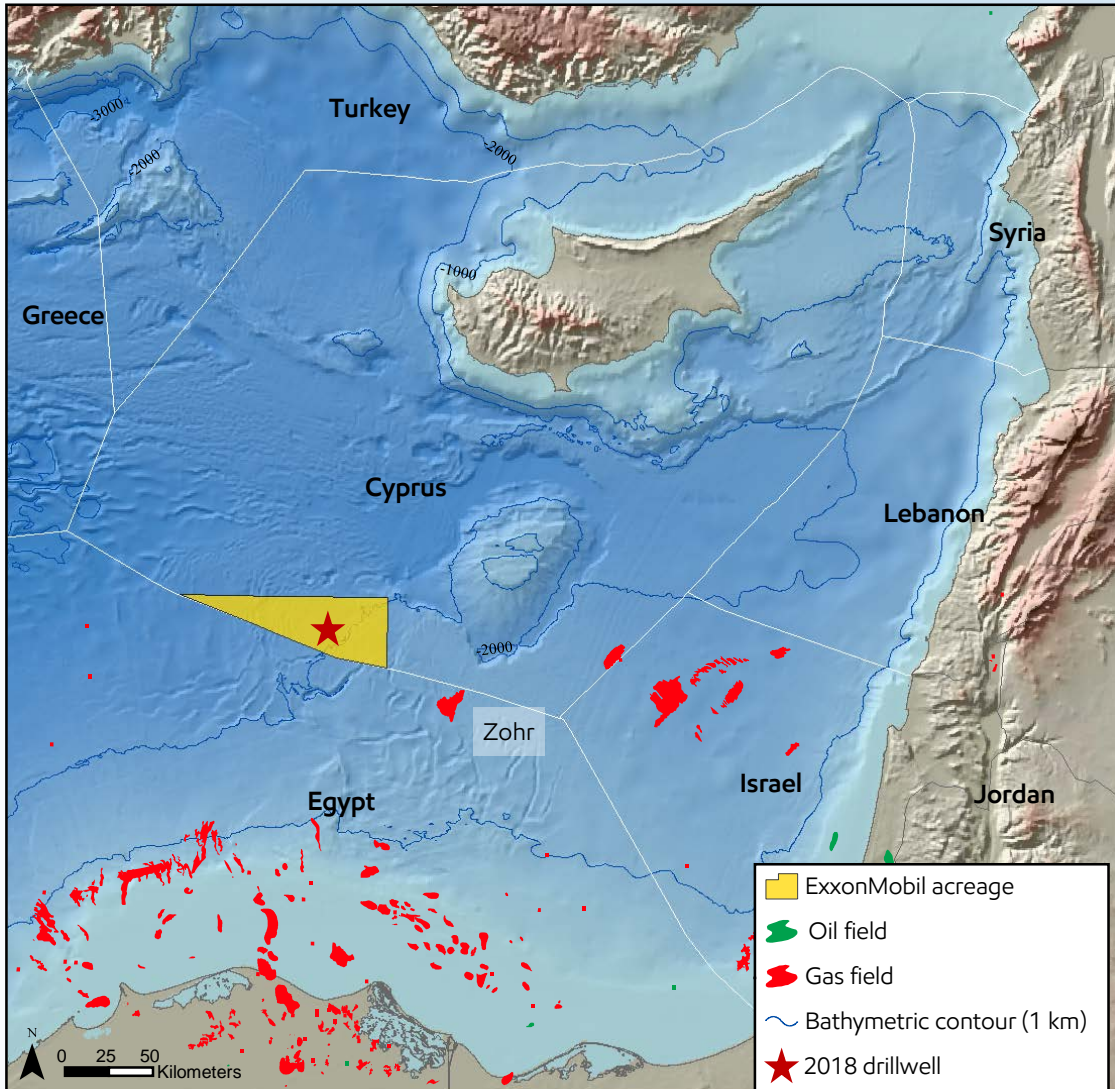 Turkey
-3000
-2000
-2000
Syria
-1000
Greece
Cyprus
Lebanon
-2000
Zohr
Israel
Jordan
Egypt
ExxonMobil acreage
Oil field
Gas field
Bathymetric contour (1 km)
2018 drillwell
N
0 25 50
Kilometers